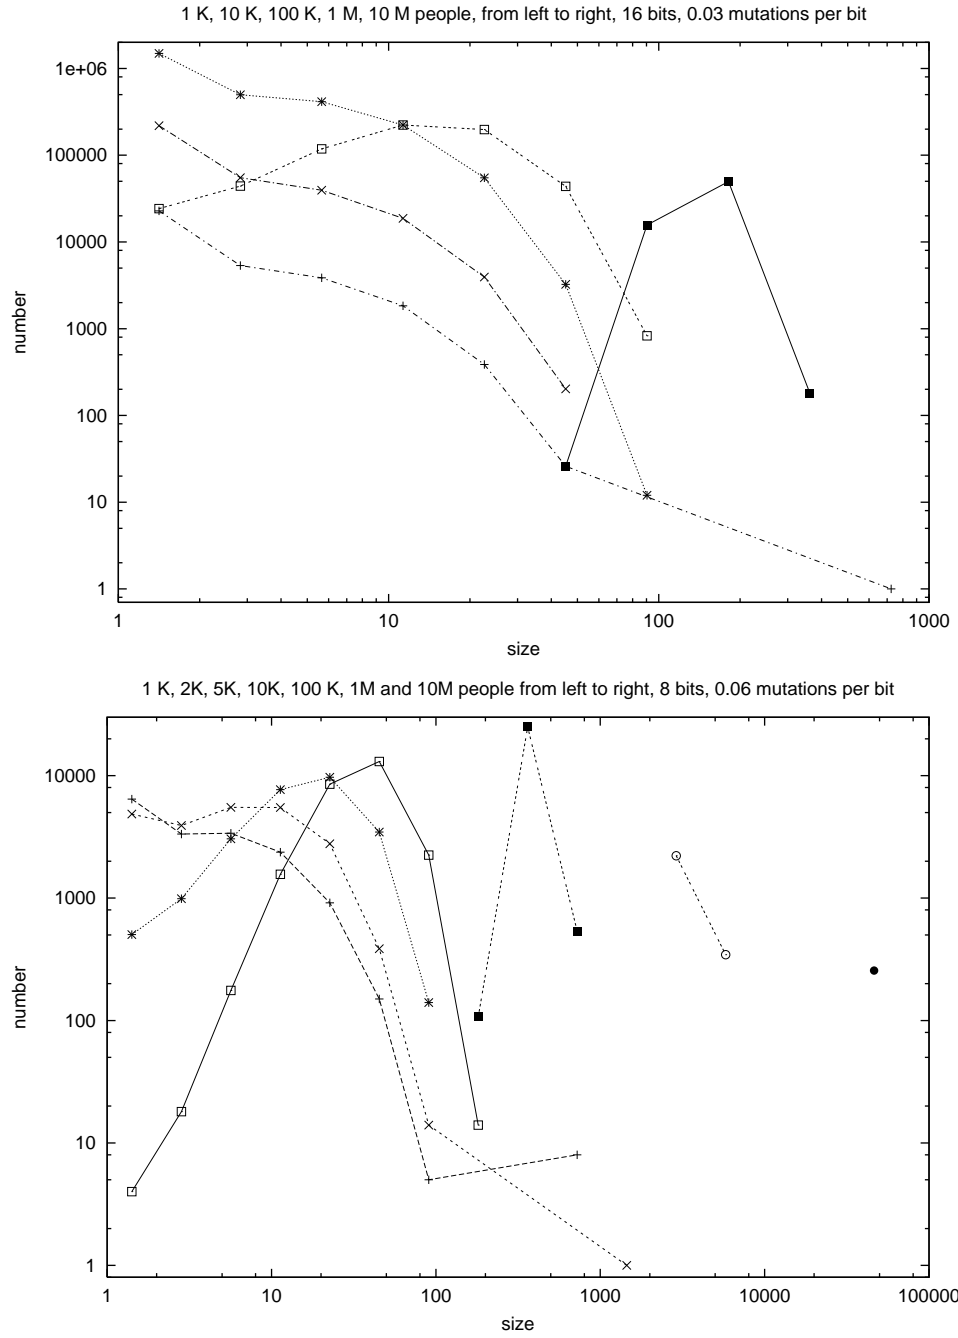 1 K, 10 K, 100 K, 1 M, 10 M people, from left to right, 16 bits, 0.03 mutations per bit
1e+06
100000
10000
1000
100
10
1
number
1 10 100 1000
size
1 K, 2K, 5K, 10K, 100 K, 1M and 10M people from left to right, 8 bits, 0.06 mutations per bit
10000
1000
100
10
1
number
1 10 100 1000 10000 100000
size